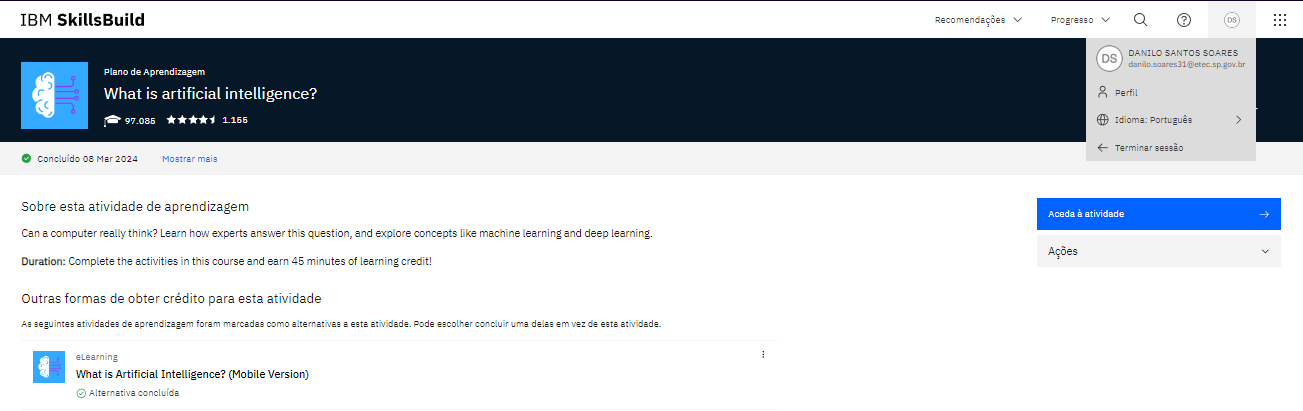 IBM SkillsBuild
Recomendações
Progresso
DS
DS
DANILO SANTOS SOARES
danilo.soares31@etec.sp.gov.br
Perfil
Idioma: Português
Terminar sessão
Plano de Aprendizagem
What is artificial intelligence?
97.085
1.155
Concluído 08 Mar 2024
Mostrar mais
Sobre esta atividade de aprendizagem
Can a computer really think? Learn how experts answer this question, and explore concepts like machine learning and deep learning.
Duration: Complete the activities in this course and earn 45 minutes of learning credit!
Aceda à atividade
Ações
Outras formas de obter crédito para esta atividade
As seguintes atividades de aprendizagem foram marcadas como alternativas a esta atividade. Pode escolher concluir uma delas em vez de esta atividade.
eLearning
What is Artificial Intelligence? (Mobile Version)
Alternativa concluída